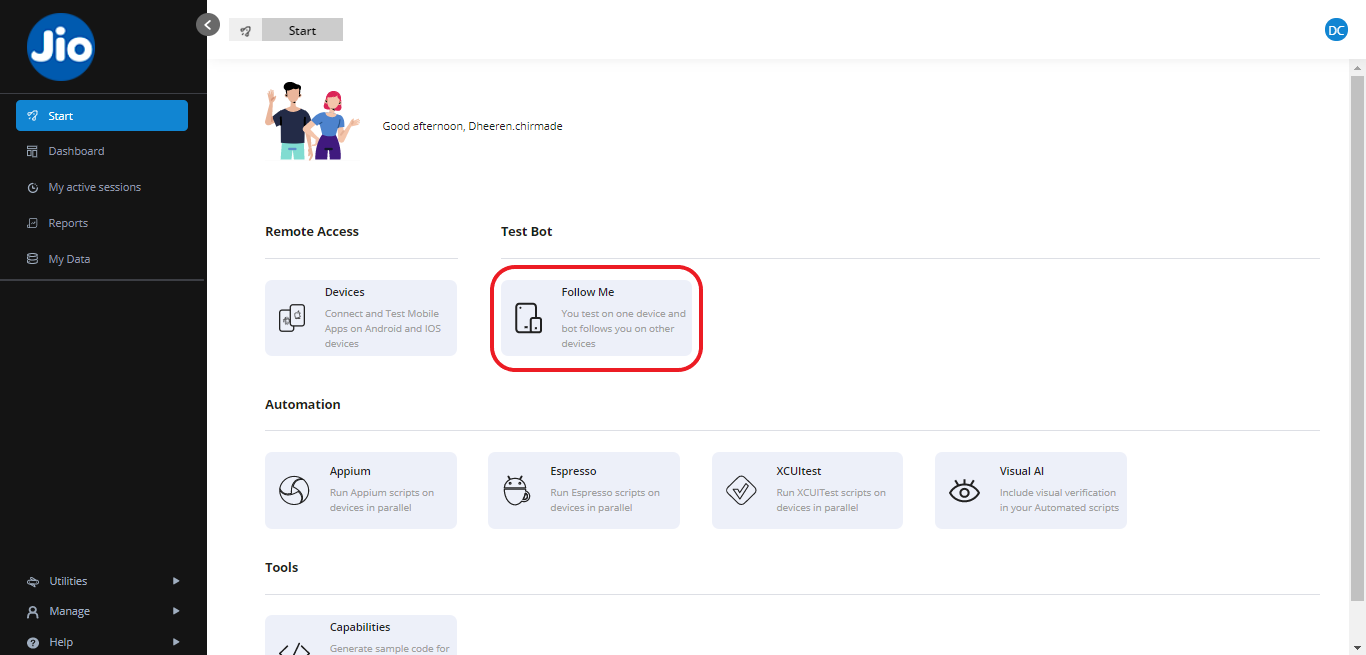 Jio
Start
DC
Start
Dashboard
My active sessions
Reports
My Data
Utilities
Manage
Help
Good afternoon, Dheeren.chirmade
Remote Access
Devices
Connect and Test Mobile
Apps on Android and IOS
devices
Test Bot
Follow Me
You test on one device and
bot follows you on other
devices
Automation
Appium
Run Appium scripts on
devices in parallel
Espresso
Run Espresso scripts on
devices in parallel
XCUItest
Run XCUITest scripts on
devices in parallel
Visual AI
Include visual verification
in your Automated scripts
Tools
Capabilities
Generate sample code for